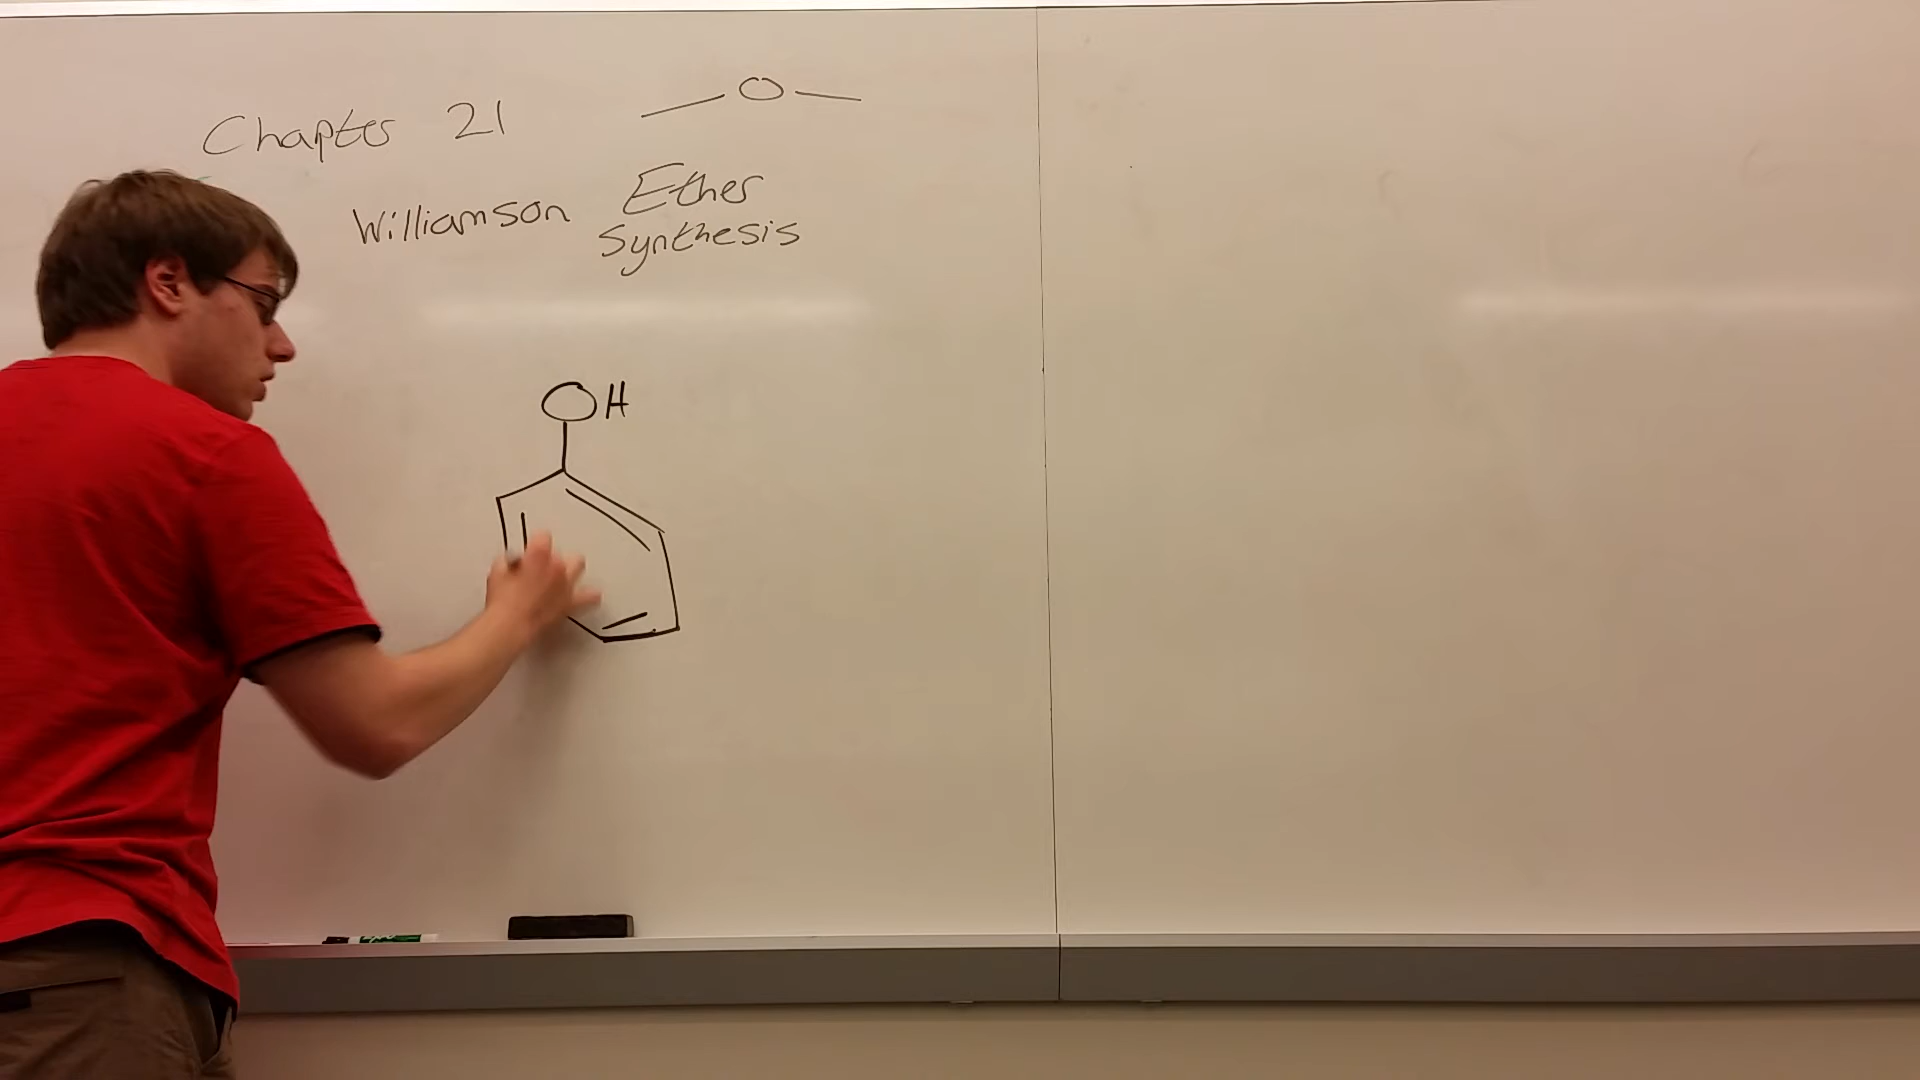 Chapter 21
O
Williamson Ether
Synthesis
OH